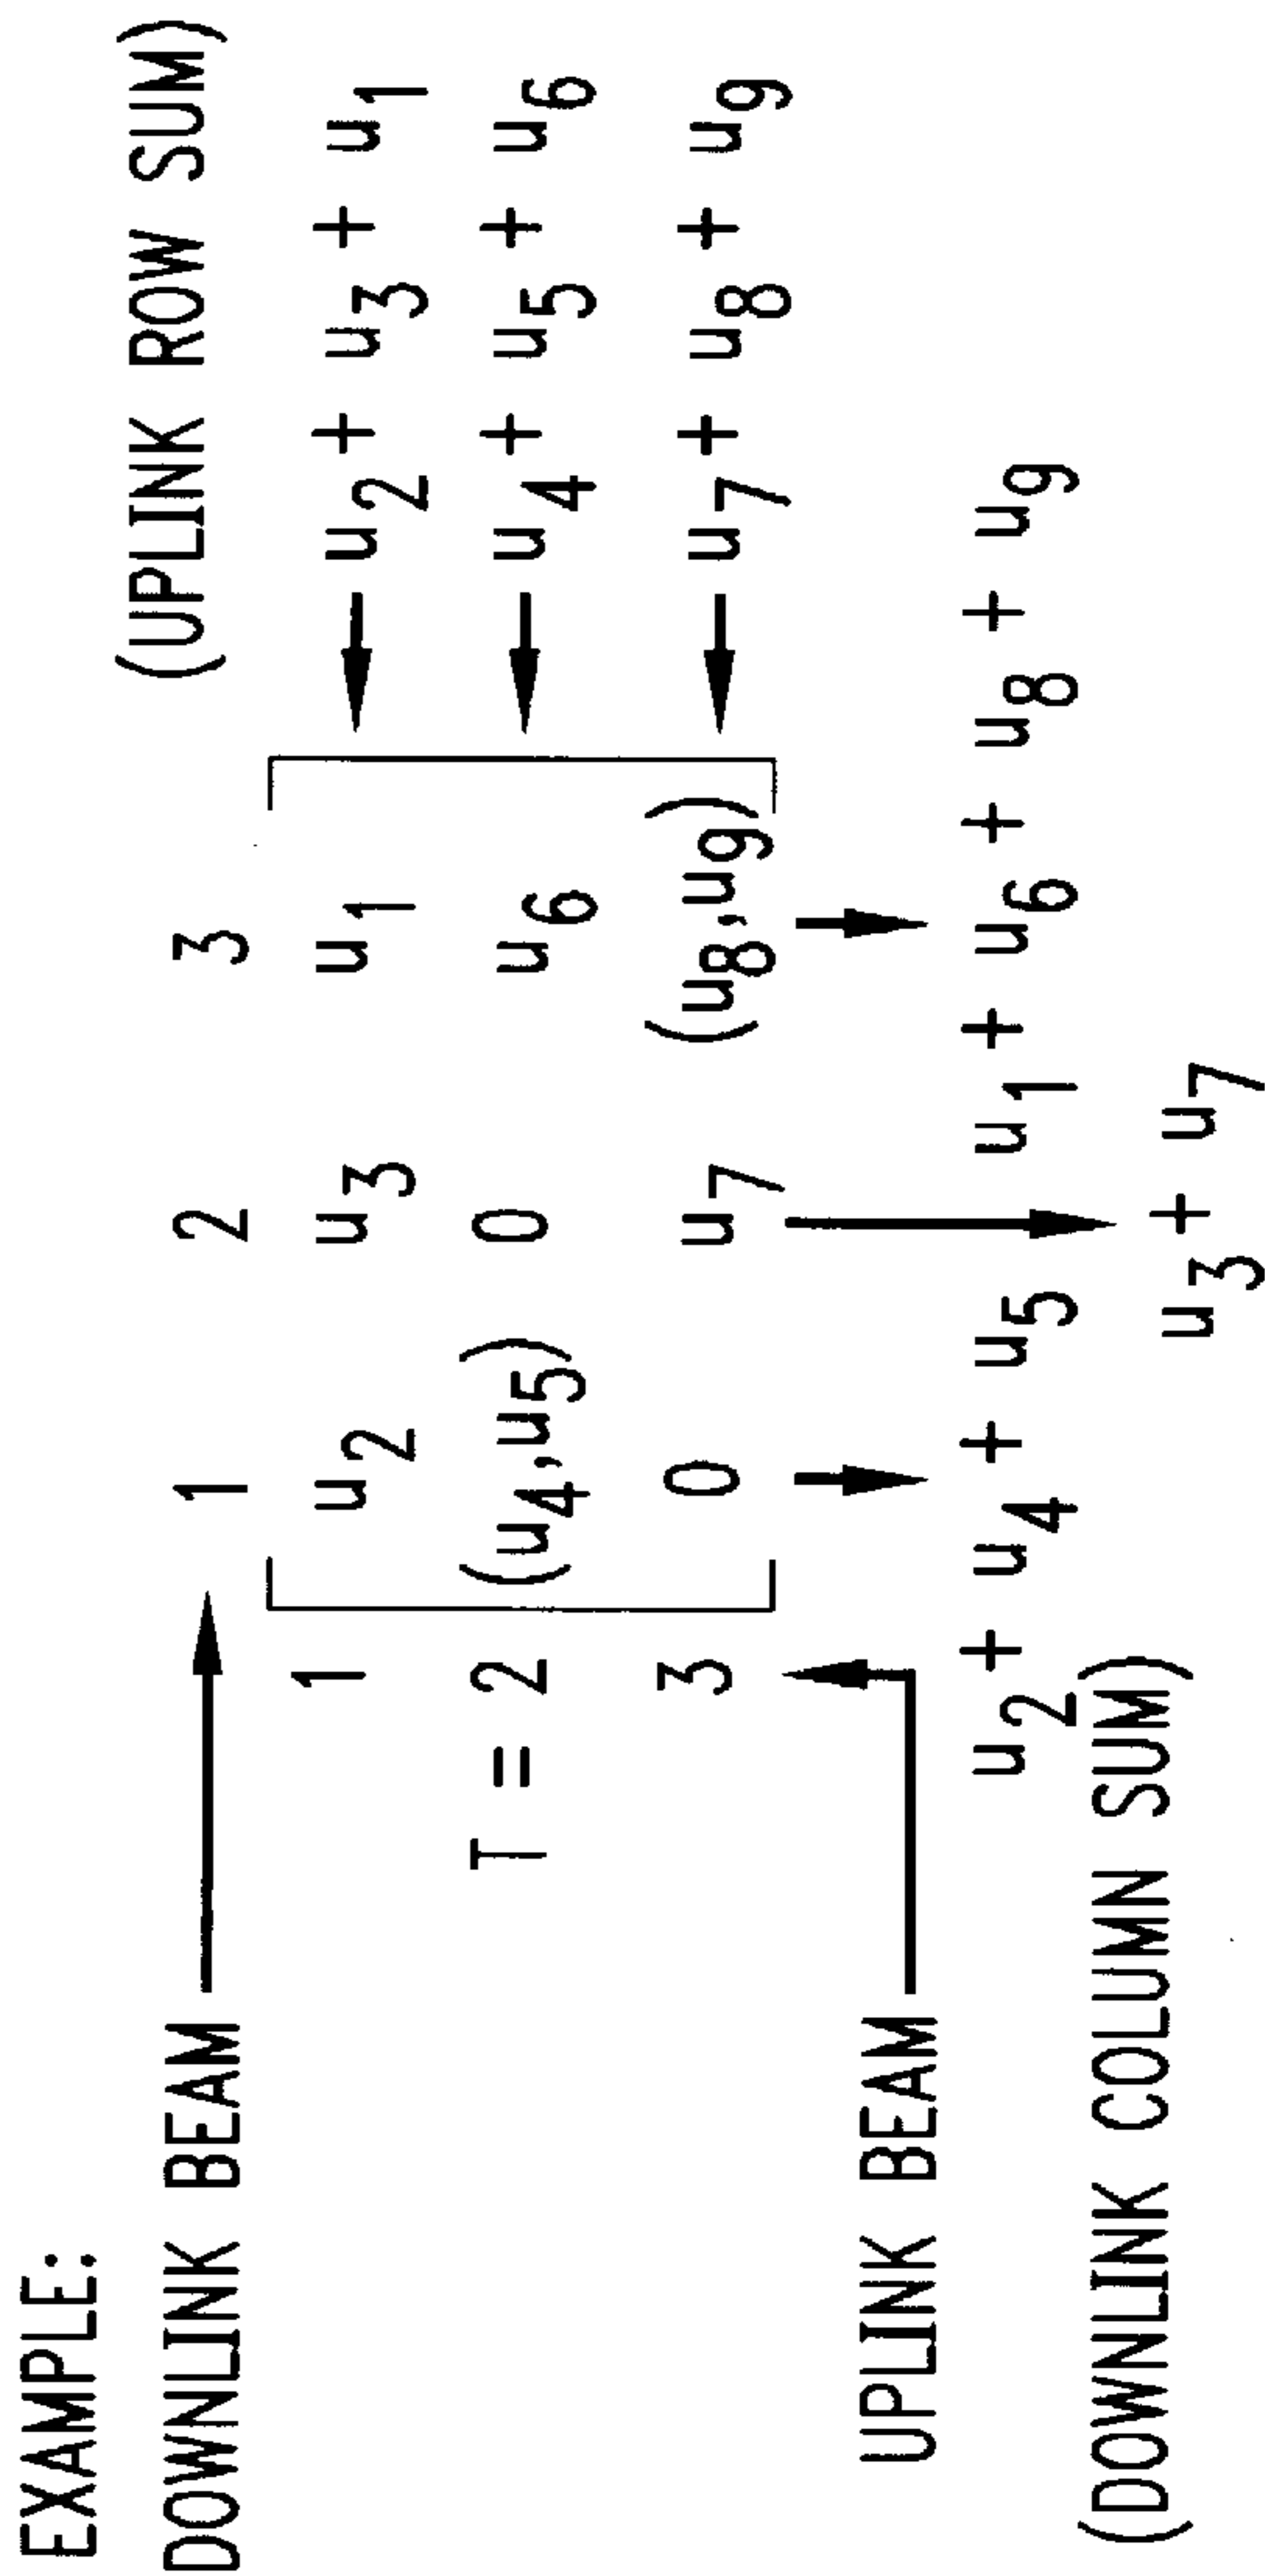 EXAMPLE:
(UPLINK ROW SUM)
DOWNLINK BEAM 1 2 3
1 u2 u3 u1 u2 + u3 + u1
T = 2 (u4,u5) 0 u6 u4 + u5 + u6
3 0 u7 (u8,u9) u7 + u8 + u9
UPLINK BEAM
u2 + u4 + u5 u1 + u6 + u8 + u9
(DOWNLINK COLUMN SUM) u3 + u7